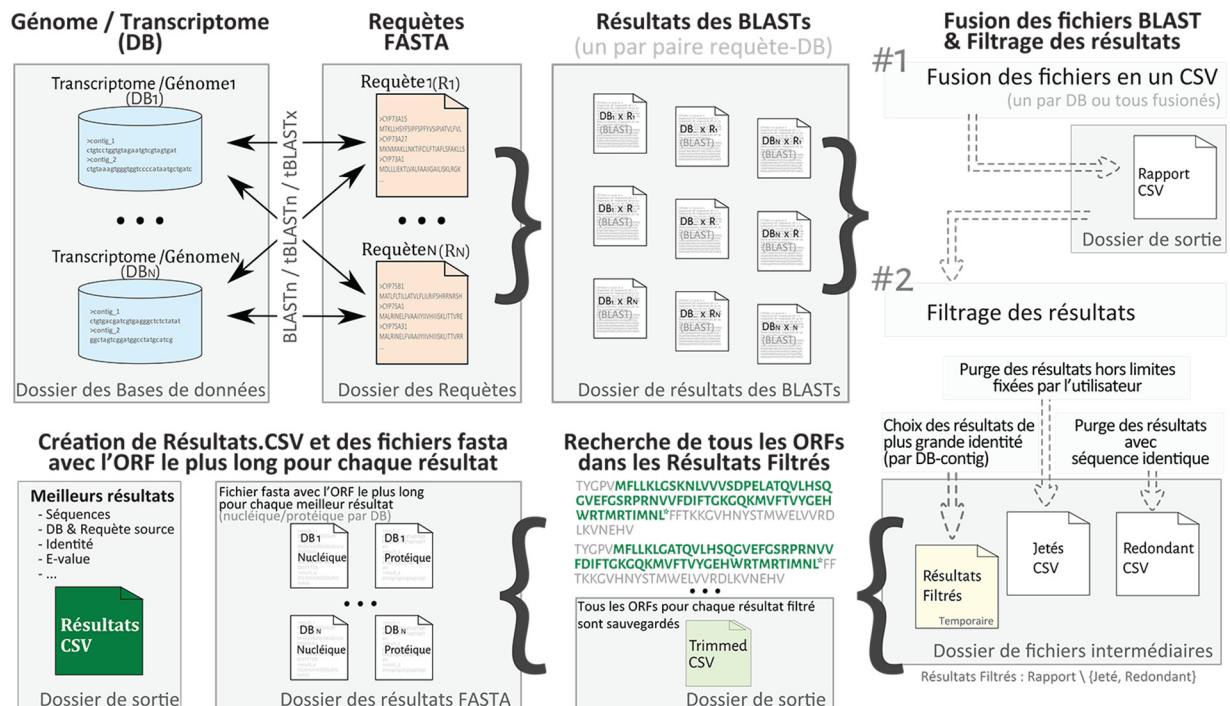 Génome / Transcriptome
(DB)
Transcriptome /Génome1
(DB1)
>contig_1
ctgtcctggtgtagaatgtcgtagtgat
>contig_2
ctgtaaagtgggtggtccccataatgctgatc
• • •
Transcriptome /GénomeN
(DBN)
>contig_1
ctgtgacgatcgtgagggctctctatat
>contig_2
ggctagtcggatggcctatgcatcg
Dossier des Bases de données
BLASTn / tBLASTn / tBLASTx
Requêtes
FASTA
Requête1(R1)
>CYP73A15
MTKLLHSYFSIPFSPFYVSIPIATVLFVL
>CYP73A27
MKNMAKLLNKTIFCILFTIAFLSFAKLLS
>CYP73A1
MDLLLIEKTLVALFAAIIGAILISKLRGK
...
• • •
RequêteN(RN)
>CYP75B1
MATLFLTILLATVLFLILRIFSHRRNRSH
>CYP75A1
MALRINELFVAAIIYIIVHIIISKLITTVRE
>CYP75A31
MALRINELFVAAIIYIIVHIIISKLITTVRR
...
Dossier des Requêtes
Résultats des BLASTs
(un par paire requête-DB)
DB1 x R1
(BLAST)
DB... x R1
(BLAST)
DBN x R1
(BLAST)
DB1 x R
(BLAST)
DB... x R
(BLAST)
DBN x R
(BLAST)
DB1 x RN
(BLAST)
DB... x RN
(BLAST)
DBN x N
(BLAST)
Dossier de résultats des BLASTs
Fusion des fichiers BLAST
& Filtrage des résultats
#1
Fusion des fichiers en un CSV
(un par DB ou tous fusionés)
Rapport
CSV
Dossier de sortie
#2
Filtrage des résultats
Purge des résultats hors limites
fixées par l'utilisateur
Choix des résultats de
plus grande identité
(par DB-contig)
Purge des résultats
avec
séquence identique
Résultats
Filtrés
Temporaire
Jetés
CSV
Redondant
CSV
Dossier de fichiers intermédiaires
Résultats Filtrés : Rapport \ {Jeté, Redondant}
Recherche de tous les ORFs
dans les Résultats Filtrés
TYGPVMFLLKLGSKNLVVVSDPELATQVLHSQ
GVEFGSRPRNVVFDIFTGKGQKMVFTVYGEH
WRTMRTIMNL*FFTKKGVHNYSTMWELVVRD
LKVNEHV
TYGPVMFLLKLGATQVLHSQGVEFGSRPRNVV
FDIFTGKGQKMVFTVYGEHWRTMRTIMNL*FF
TKKGVHNYSTMWELVVRDLKVNEHV
• • •
Tous les ORFs pour chaque résultat filtré
sont sauvegardés
Trimmed
CSV
Dossier de sortie
Création de Résultats.CSV et des fichiers fasta
avec l'ORF le plus long pour chaque résultat
Fichier fasta avec l'ORF le plus long
pour chaque meilleur résultat
(nucléique/protéique par DB)
DB1
Nucléique
DB1
Protéique
• • •
DBN
Nucléique
DBN
Protéique
Dossier des résultats FASTA
Meilleurs résultats
- Séquences
- DB & Requête source
- Identité
- E-value
- ...
Résultats
CSV
Dossier de sortie